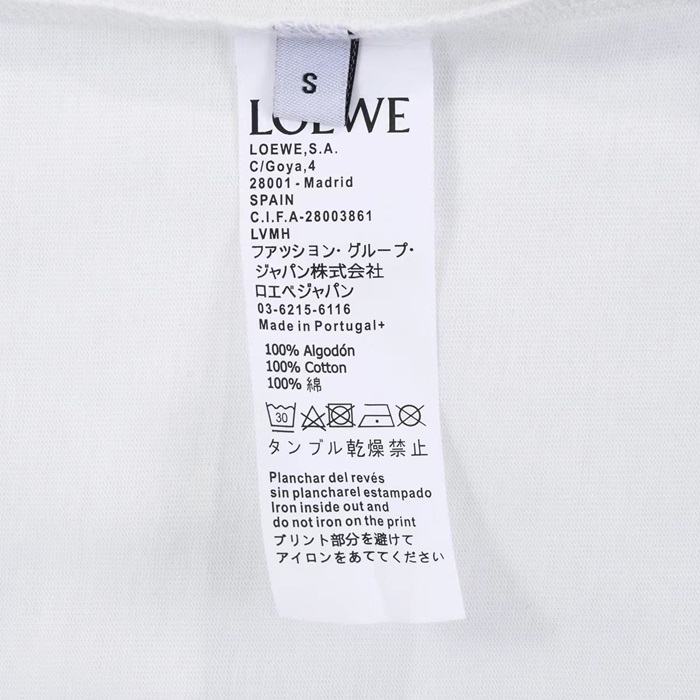 S
LOEWE
LOEWE,S.A.
C/Goya,4
28001 - Madrid
SPAIN
C.I.F.A-28003861
LVMH
ファツション・グループ・
ジャパン株式会社
ロエベジャパン
03-6215-6116
Made in Portugal+
100% Algodón
100% Cotton
100% 綿
30
タンブル乾燥禁止
Planchar del revés
sin plancharel estampado
Iron inside out and
do not iron on the print
プリント部分を避けて
アイロンをあててください